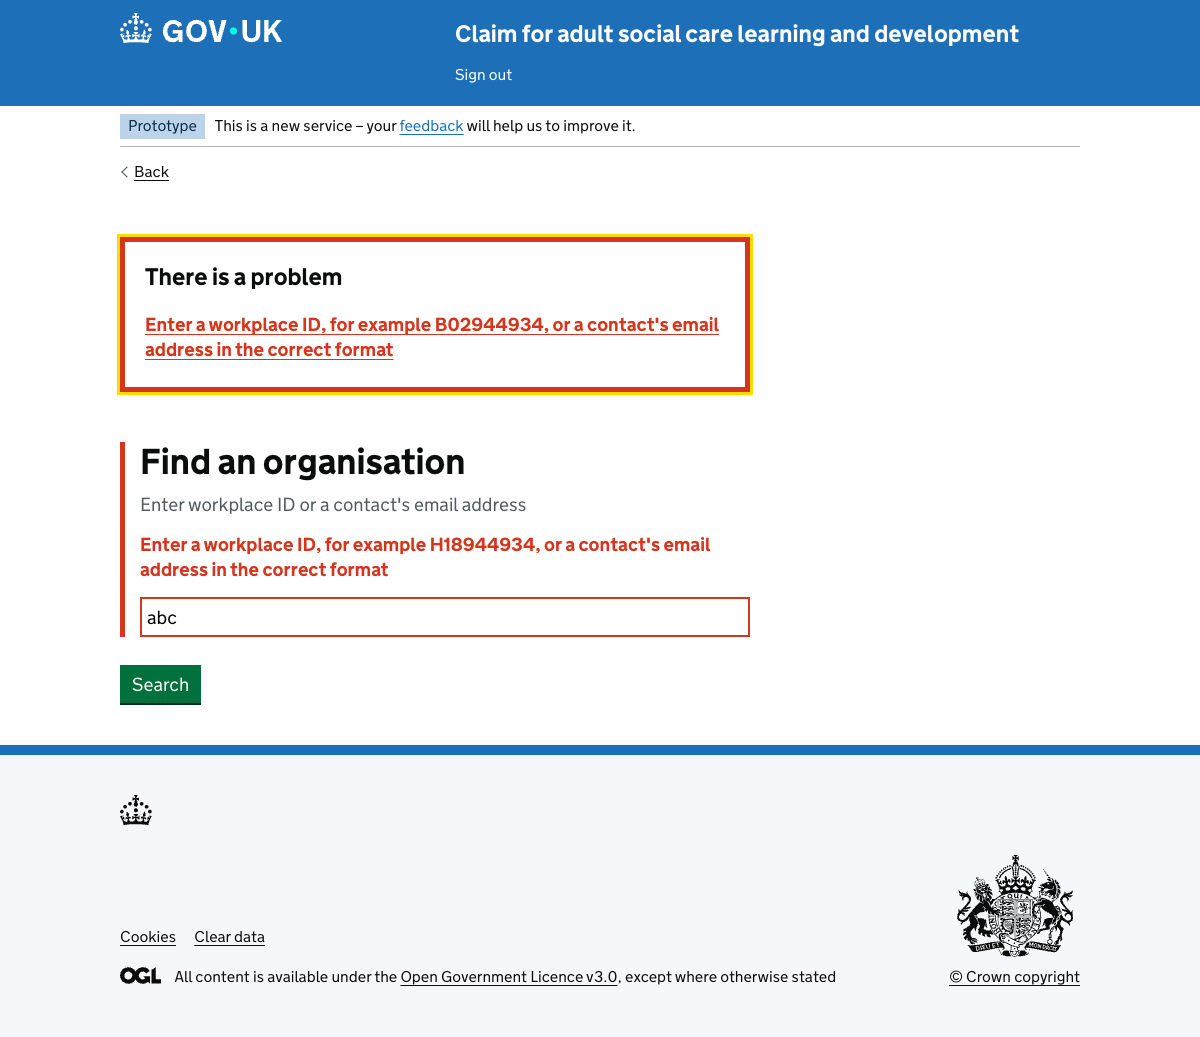 GOV·UK
Claim for adult social care learning and development
Sign out
Prototype This is a new service – your feedback will help us to improve it.
Back
There is a problem
Enter a workplace ID, for example B02944934, or a contact's email
address in the correct format
Find an organisation
Enter workplace ID or a contact's email address
Enter a workplace ID, for example H18944934, or a contact's email
address in the correct format
abc
Search
Cookies Clear data
OGL All content is available under the Open Government Licence v3.0, except where otherwise stated
© Crown copyright